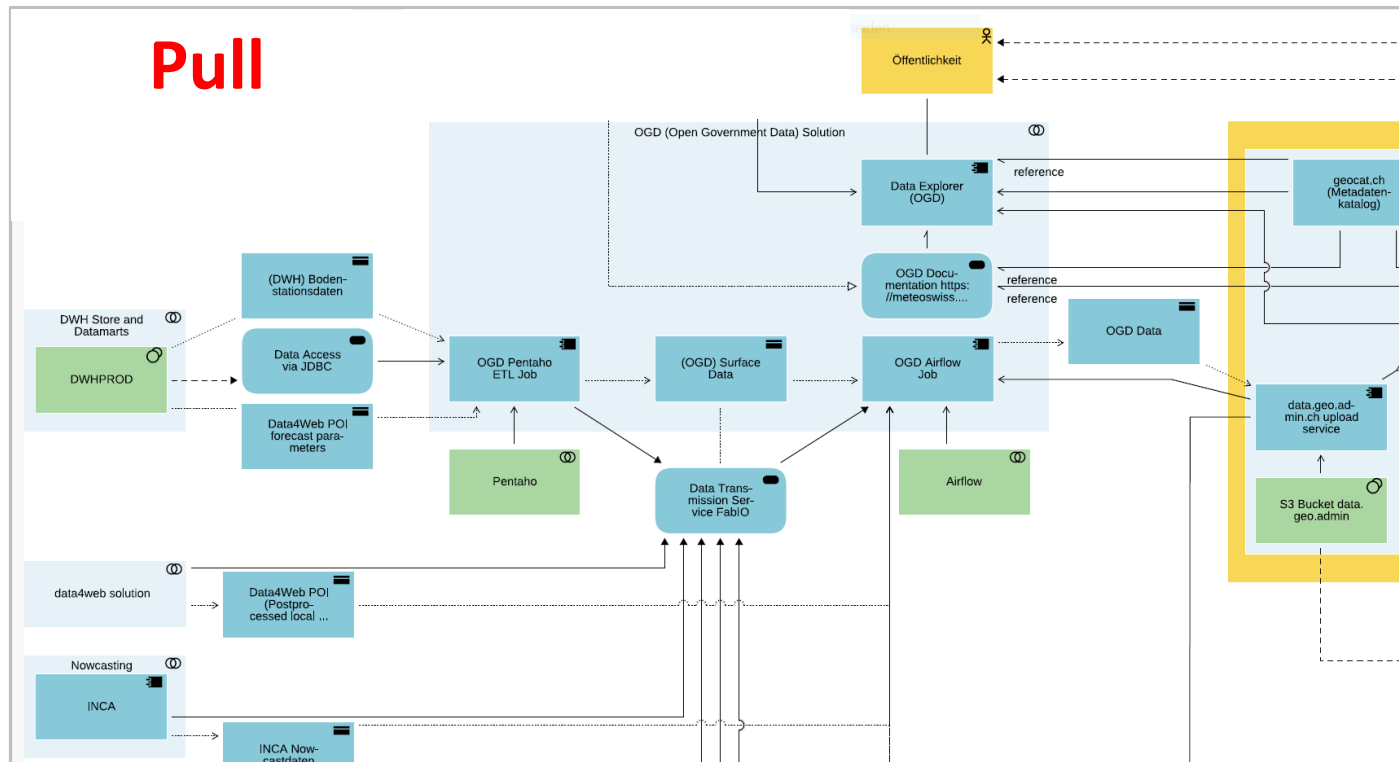 Pull
eiden
Öffentlichkeit
OGD (Open Government Data) Solution
Data Explorer
(OGD)
reference
geocat.ch
(Metadaten-
katalog)
(DWH) Boden-
stationsdaten
OGD Docu-
mentation https:
//meteoswiss....
reference
reference
DWH Store and
Datamarts
DWHPROD
Data Access
via JDBC
OGD Pentaho
ETL Job
(OGD) Surface
Data
OGD Airflow
Job
OGD Data
Data4Web POI
forecast para-
meters
data.geo.ad-
min.ch upload
service
Pentaho
Data Trans-
mission Ser-
vice FabIO
Airflow
S3 Bucket data.
geo.admin
data4web solution
Data4Web POI
(Postpro-
cessed local ...
Nowcasting
INCA
INCA Now-
castdaten